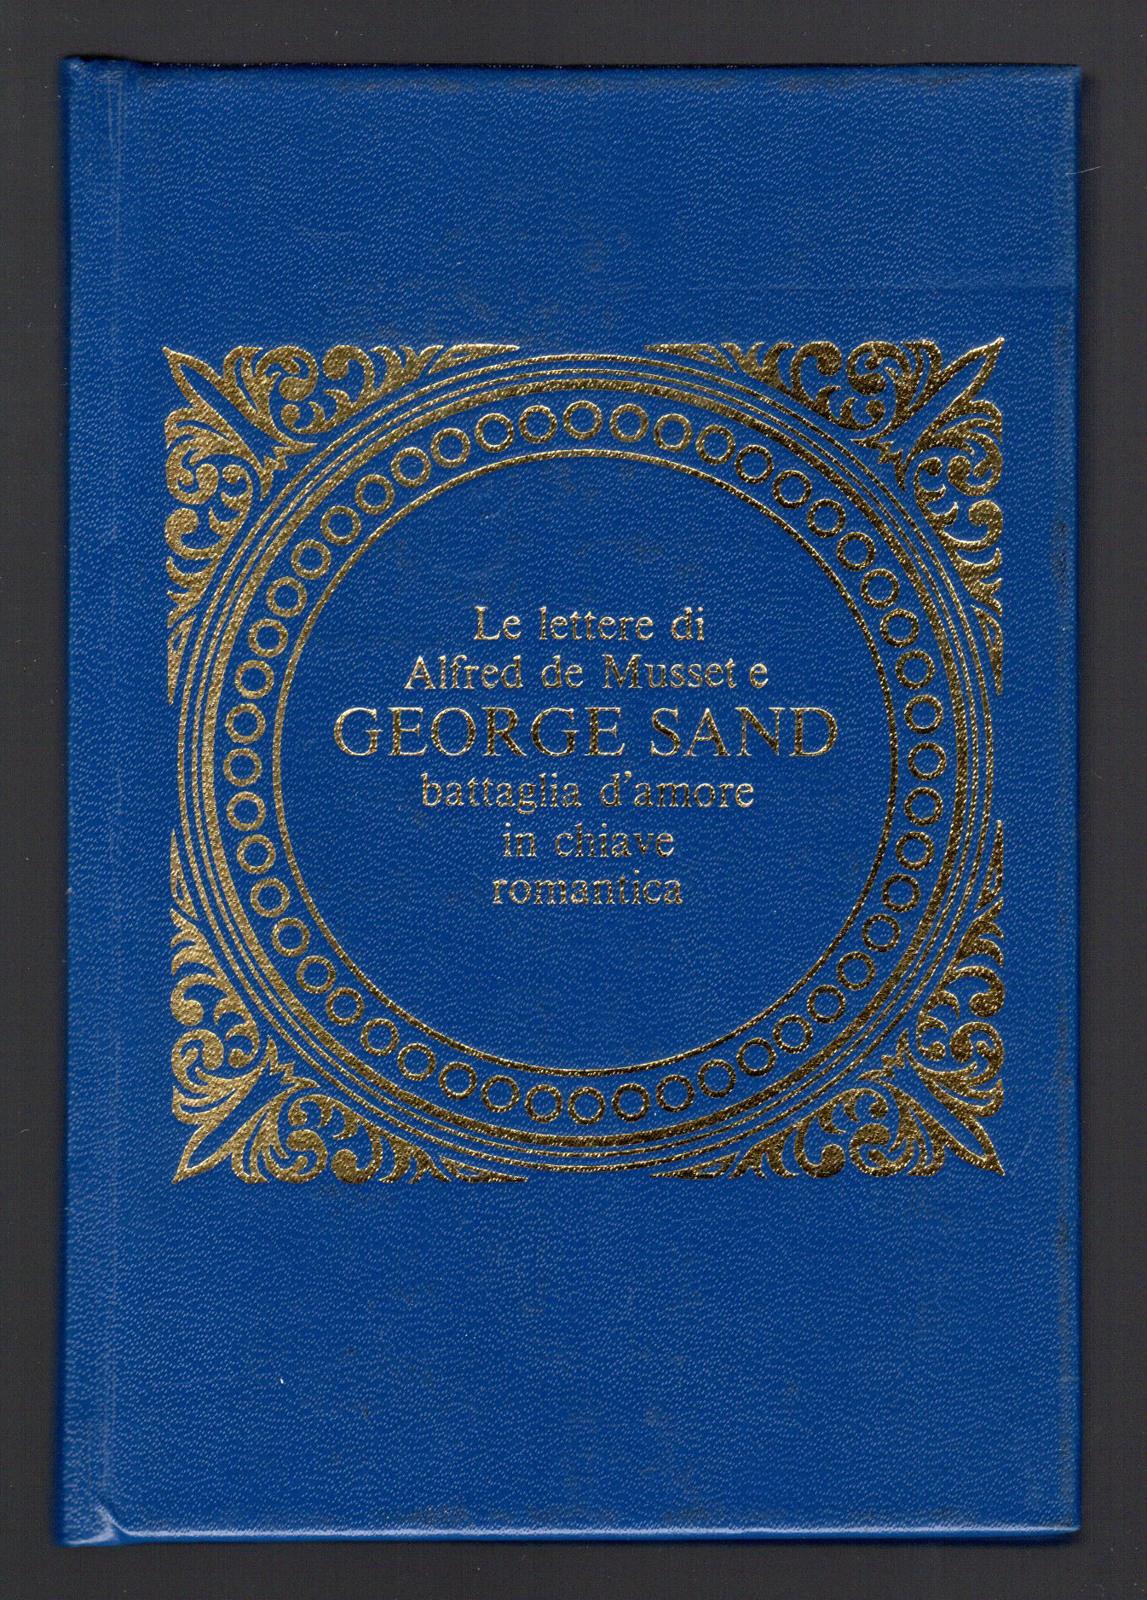 Le lettere di
Alfred de Musset e
GEORGE SAND
battaglia d'amore
in chiave
romantica